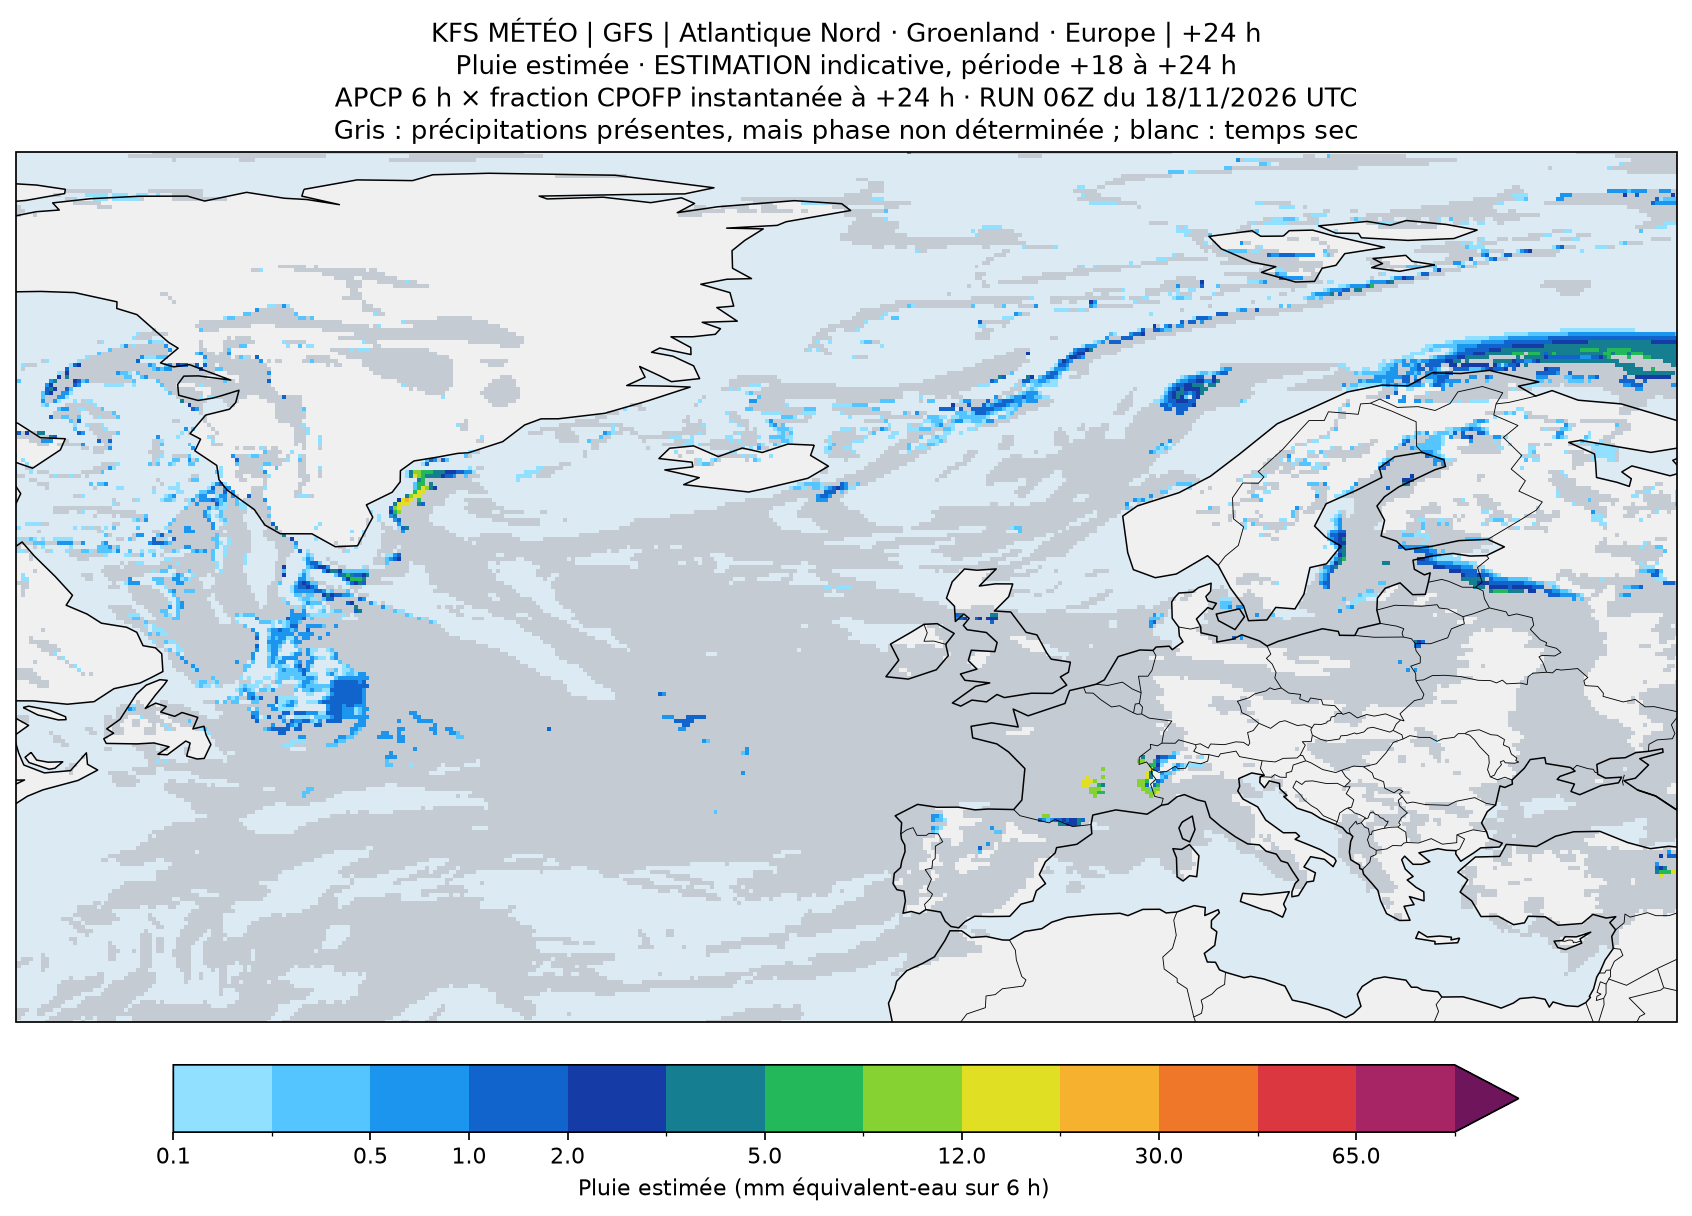 KFS MÉTÉO | GFS | Atlantique Nord · Groenland · Europe | +24 h
Pluie estimée · ESTIMATION indicative, période +18 à +24 h
APCP 6 h × fraction CPOFP instantanée à +24 h · RUN 06Z du 18/11/2026 UTC
Gris : précipitations présentes, mais phase non déterminée ; blanc : temps sec
0.1 0.5 1.0 2.0 5.0 12.0 30.0 65.0
Pluie estimée (mm équivalent-eau sur 6 h)